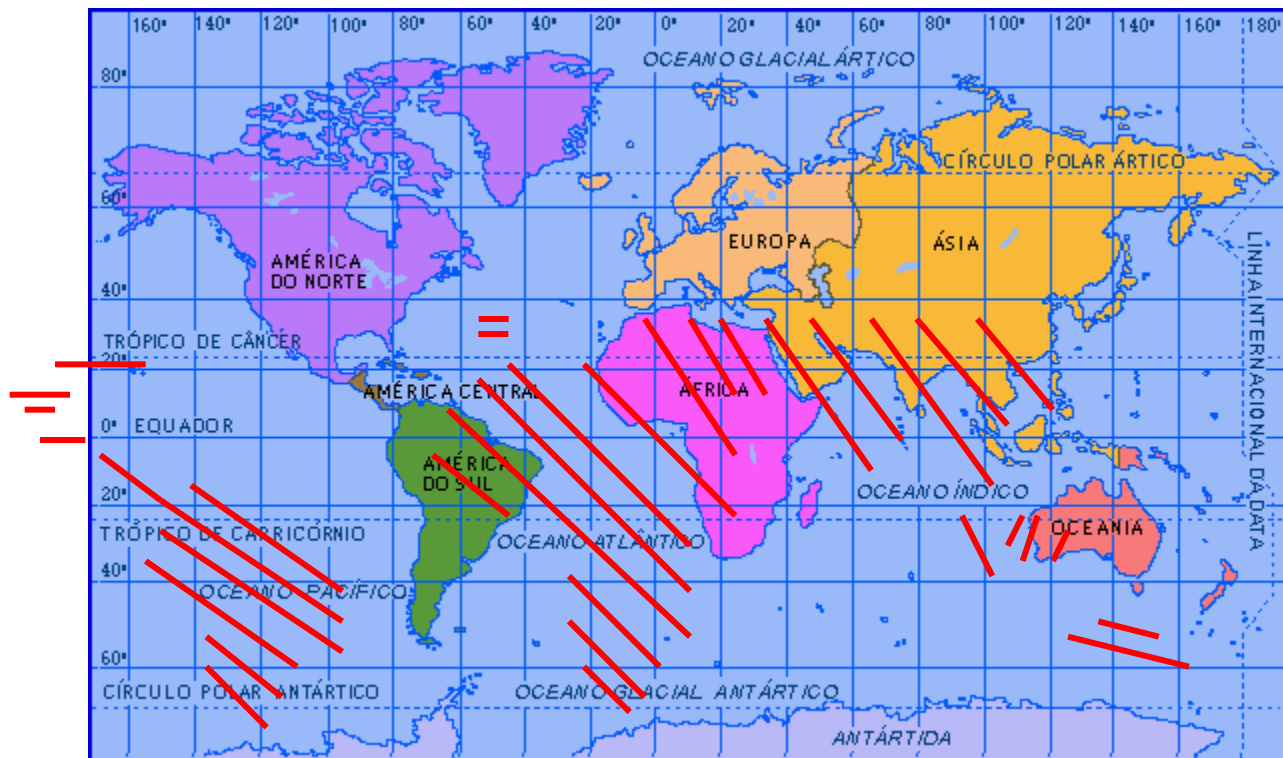 160° 140° 100° 80° 60° 40° 20° 0° 20° 40° 60° 80° 100° 120° 140° 160° 180°
OCEANO GLACIAL ÁRTICO
80°
CÍRCULO POLAR ÁRTICO
60°
EUROPA
ÁSIA
AMÉRICA
DO NORTE
LINHA INTERNACIONAL DA DATA
40°
TRÓPICO DE CÂNCER
20°
AMÉRICA CENTRAL
ÁFRICA
EQUADOR
0°
AMÉRICA
DO SUL
OCEANO ÍNDICO
20°
TRÓPICO DE CAPRICÓRNIO
OCEANO ATLÂNTICO
OCEANIA
40°
OCEANO PACÍFICO
60°
CÍRCULO POLAR ANTÁRTICO
OCEANO GLACIAL ANTÁRTICO
ANTÁRTIDA